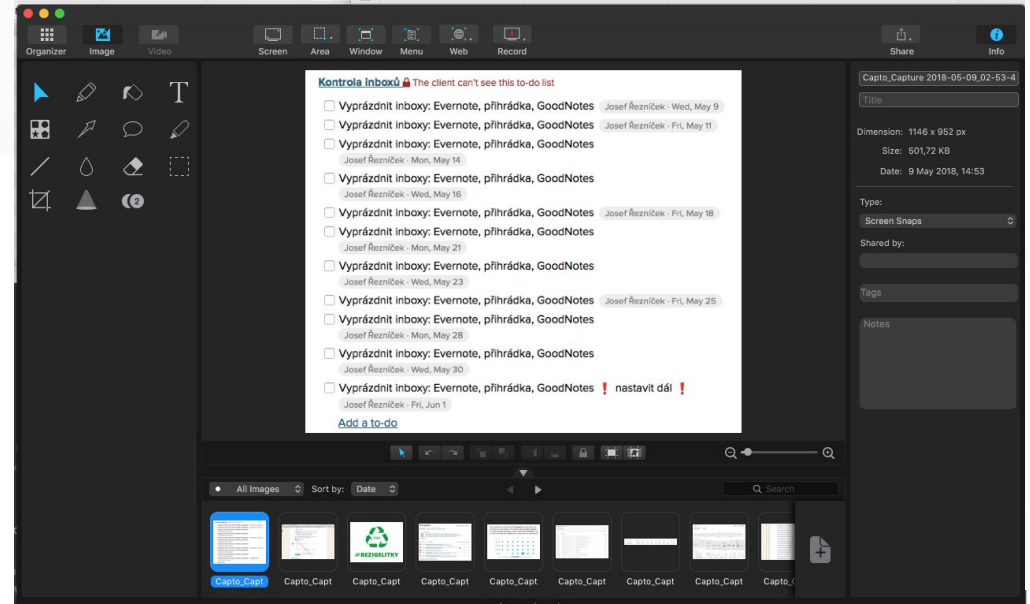 Organizer Image Video Screen Area Window Menu Web Record Share Info
T
2
Kontrola inboxů The client can't see this to-do list
Vyprázdnit inboxy: Evernote, přihrádka, GoodNotes Josef Řezníček - Wed, May 9
Vyprázdnit inboxy: Evernote, přihrádka, GoodNotes Josef Řezníček - Fri, May 11
Vyprázdnit inboxy: Evernote, přihrádka, GoodNotes
Josef Řezníček - Mon, May 14
Vyprázdnit inboxy: Evernote, přihrádka, GoodNotes
Josef Řezníček - Wed, May 16
Vyprázdnit inboxy: Evernote, přihrádka, GoodNotes Josef Řezníček - Fri, May 18
Vyprázdnit inboxy: Evernote, přihrádka, GoodNotes
Josef Řezníček - Mon, May 21
Vyprázdnit inboxy: Evernote, přihrádka, GoodNotes
Josef Řezníček - Wed, May 23
Vyprázdnit inboxy: Evernote, přihrádka, GoodNotes Josef Řezníček - Fri, May 25
Vyprázdnit inboxy: Evernote, přihrádka, GoodNotes
Josef Řezníček - Mon, May 28
Vyprázdnit inboxy: Evernote, přihrádka, GoodNotes
Josef Řezníček - Wed, May 30
Vyprázdnit inboxy: Evernote, přihrádka, GoodNotes ❗ nastavit dál ❗
Josef Řezníček - Fri, Jun 1
Add a to-do
Capto_Capture 2018-05-09_02-53-4
Title
Dimension: 1146 x 952 px
Size: 501,72 KB
Date: 9 May 2018, 14:53
Type:
Screen Snaps
Shared by:
Tags
Notes
All Images Sort by: Date Search
#BEZIGELITKY
Capto_Capt Capto_Capt Capto_Capt Capto_Capt Capto_Capt Capto_Capt Capto_Capt Capto_Capt Capto_